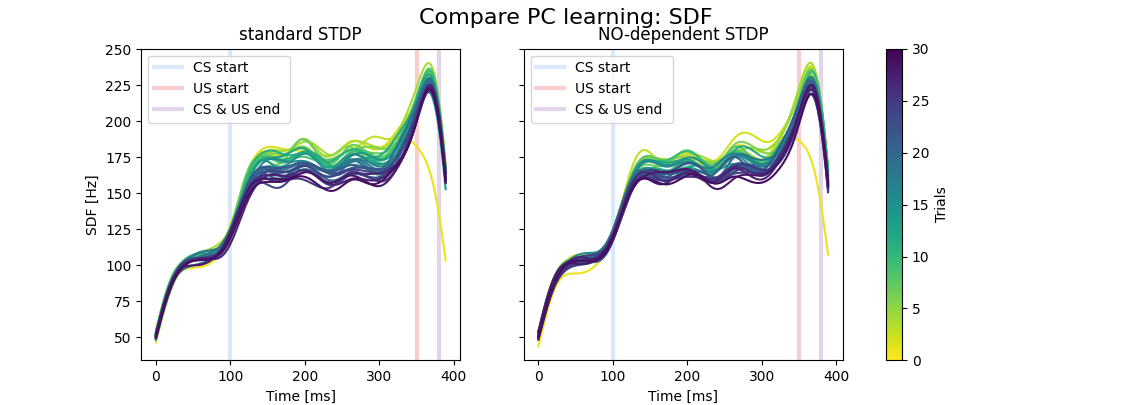 Compare PC learning: SDF
standard STDP
NO-dependent STDP
CS start
US start
CS & US end
CS start
US start
CS & US end
SDF [Hz]
250
225
200
175
150
125
100
75
50
0 100 200 300 400
Time [ms]
0 100 200 300 400
Time [ms]
30
25
20
15
10
5
0
Trials